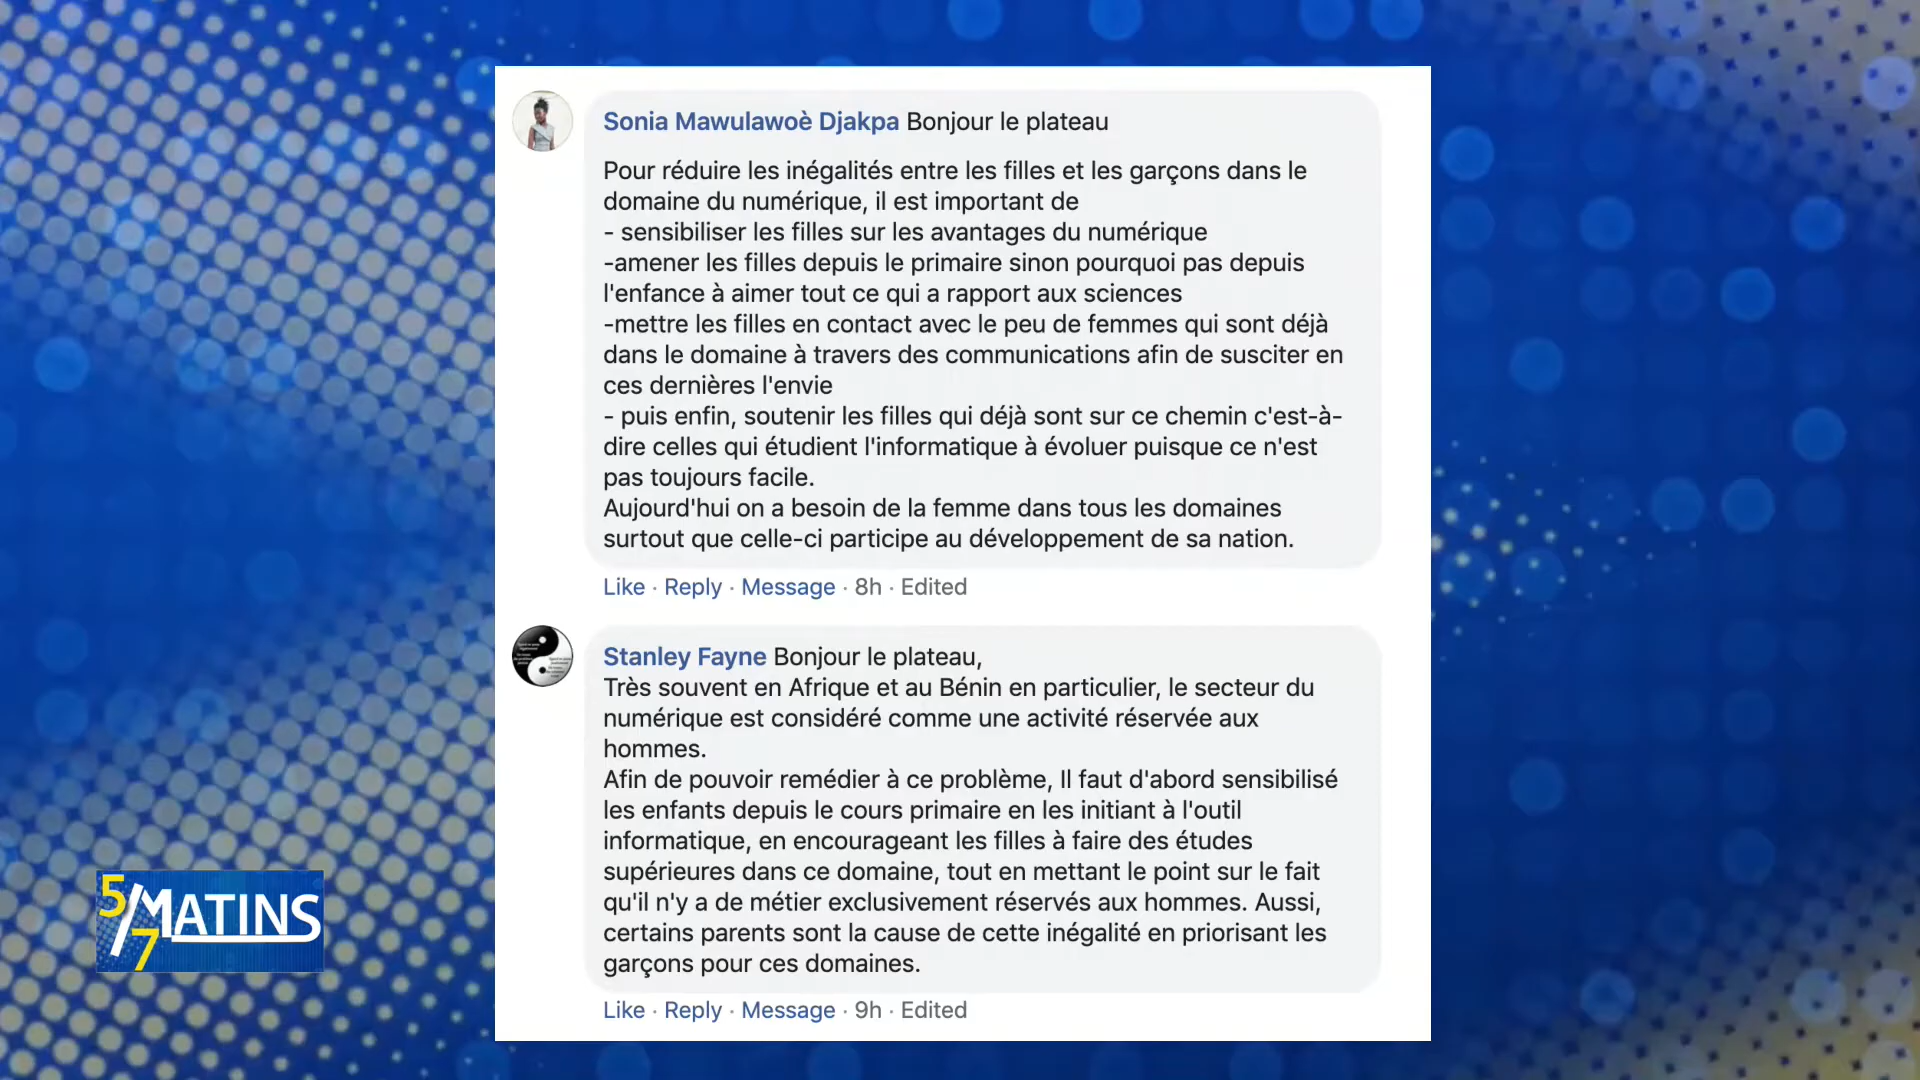 Sonia Mawulawoè Djakpa Bonjour le plateau
Pour réduire les inégalités entre les filles et les garçons dans le
domaine du numérique, il est important de
- sensibiliser les filles sur les avantages du numérique
-amener les filles depuis le primaire sinon pourquoi pas depuis
l'enfance à aimer tout ce qui a rapport aux sciences
-mettre les filles en contact avec le peu de femmes qui sont déjà
dans le domaine à travers des communications afin de susciter en
ces dernières l'envie
- puis enfin, soutenir les filles qui déjà sont sur ce chemin c'est-à-
dire celles qui étudient l'informatique à évoluer puisque ce n'est
pas toujours facile.
Aujourd'hui on a besoin de la femme dans tous les domaines
surtout que celle-ci participe au développement de sa nation.
Like · Reply · Message · 8h · Edited
Stanley Fayne Bonjour le plateau,
Très souvent en Afrique et au Bénin en particulier, le secteur du
numérique est considéré comme une activité réservée aux
hommes.
Afin de pouvoir remédier à ce problème, Il faut d'abord sensibilisé
les enfants depuis le cours primaire en les initiant à l'outil
informatique, en encourageant les filles à faire des études
supérieures dans ce domaine, tout en mettant le point sur le fait
qu'il n'y a de métier exclusivement réservés aux hommes. Aussi,
certains parents sont la cause de cette inégalité en priorisant les
garçons pour ces domaines.
Like · Reply · Message · 9h · Edited
5/7 MATINS